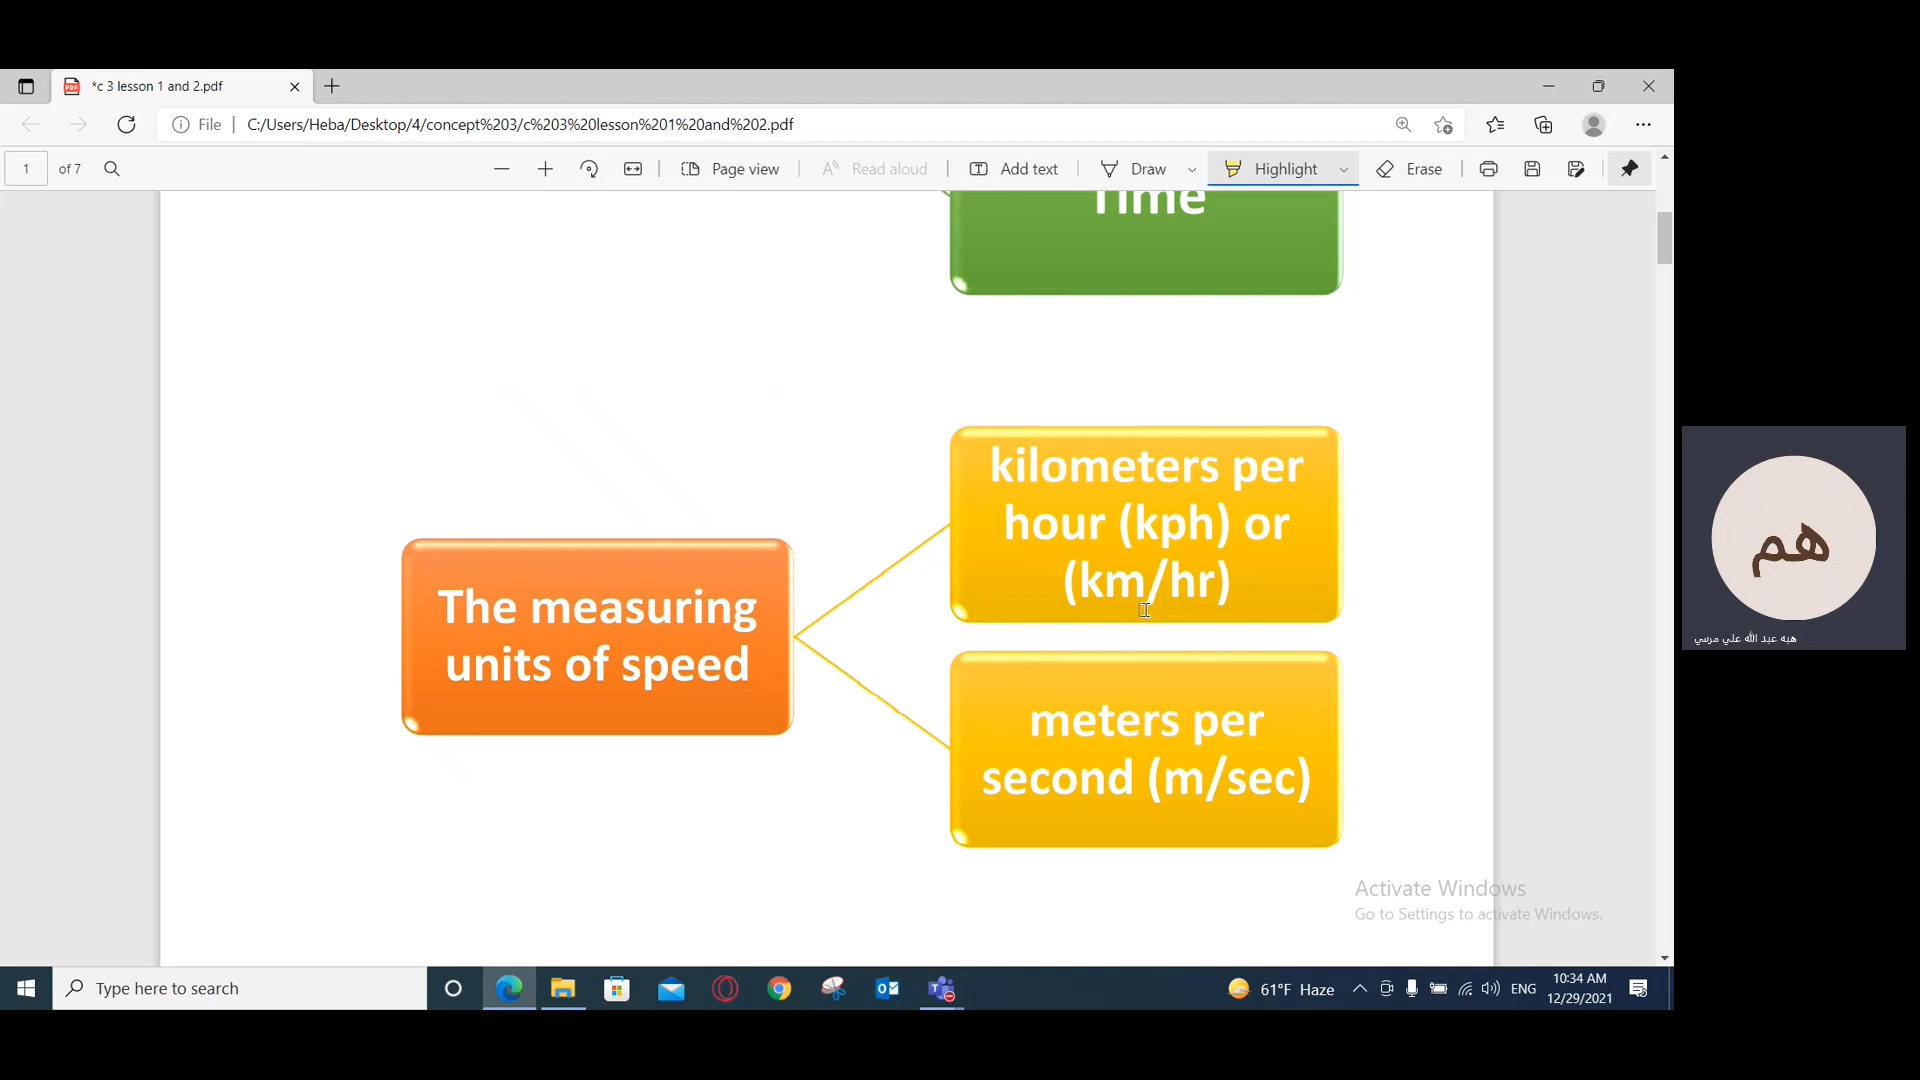 *c 3 lesson 1 and 2.pdf
File
C:/Users/Heba/Desktop/4/concept%203/c%203%20lesson%201%20and%202.pdf
1 of 7
Page view
Read aloud
Add text
Draw
Highlight
Erase
Time
kilometers per
hour (kph) or
(km/hr)
The measuring
units of speed
meters per
second (m/sec)
هم
هبه عبد الله علي مرسي
Activate Windows
Go to Settings to activate Windows.
Type here to search
61°F Haze
ENG
10:34 AM
12/29/2021